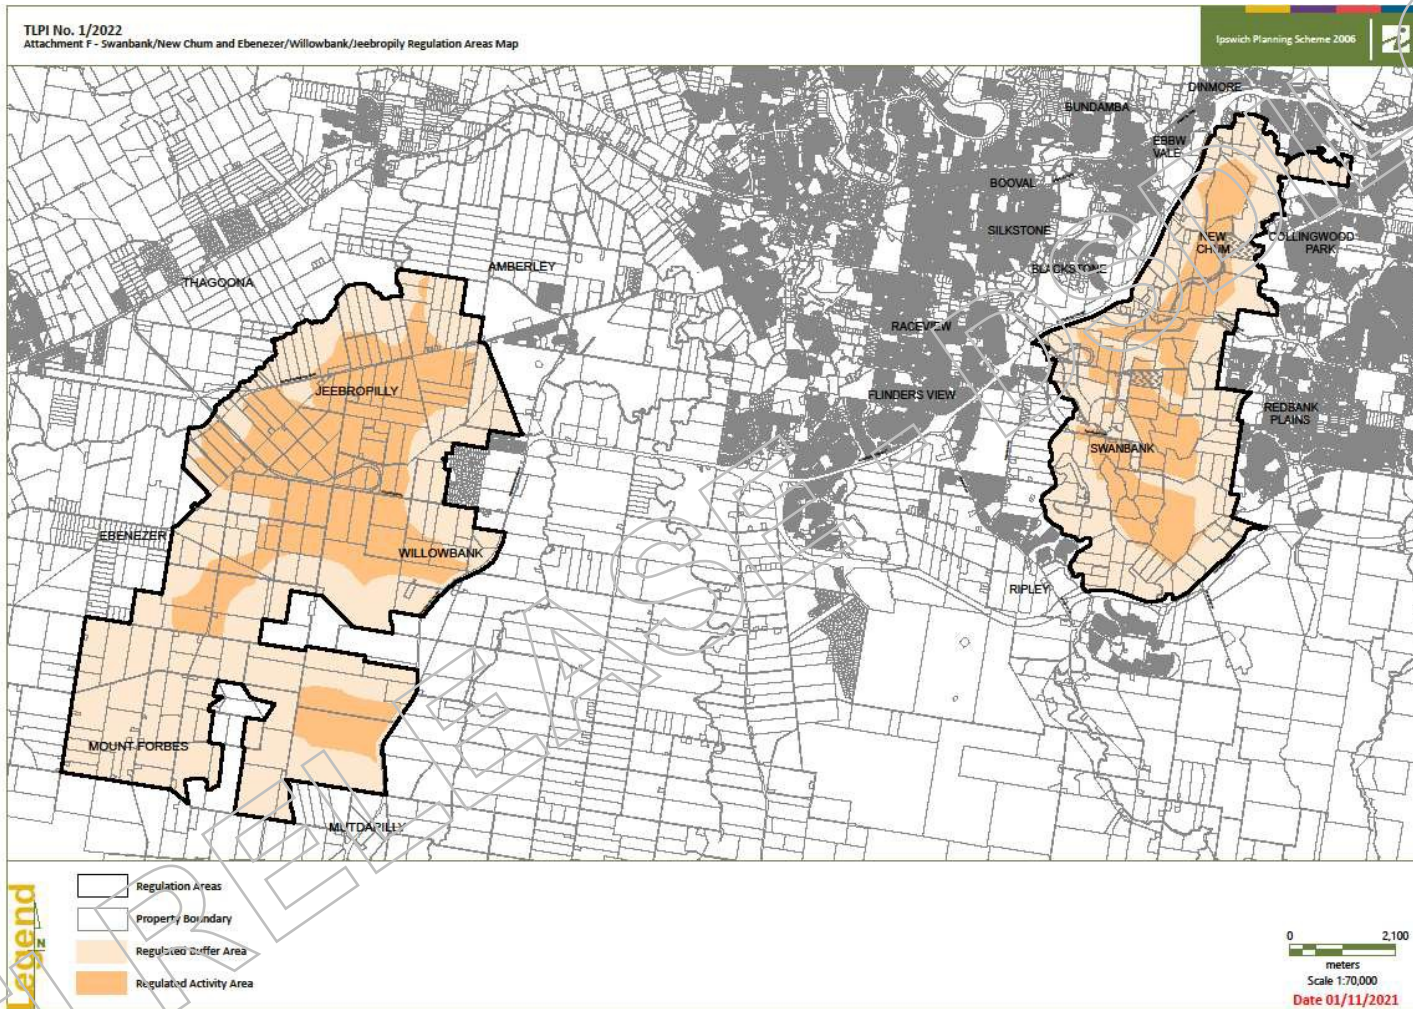 TLPI No. 1/2022
Attachment F - Swanbank/New Chum and Ebenezer/Willowbank/Jeebropily Regulation Areas Map
Ipswich Planning Scheme 2006
DINMORE
BUNDAMBA
EBBW
VALE
BOOVAL
SILKSTONE
NEW
CHUM
COLLINGWOOD
PARK
BLACKSTONE
AMBERLEY
THAGOONA
RACEVIEW
JEEBROPILLY
FLINDERS VIEW
REDBANK
PLAINS
SWANBANK
EBENEZER
WILLOWBANK
RIPLEY
MOUNT FORBES
MUTDAPILLY
Legend
N
Regulation Areas
Property Boundary
Regulated Buffer Area
Regulated Activity Area
0 2,100
meters
Scale 1:70,000
Date 01/11/2021
RELEASE